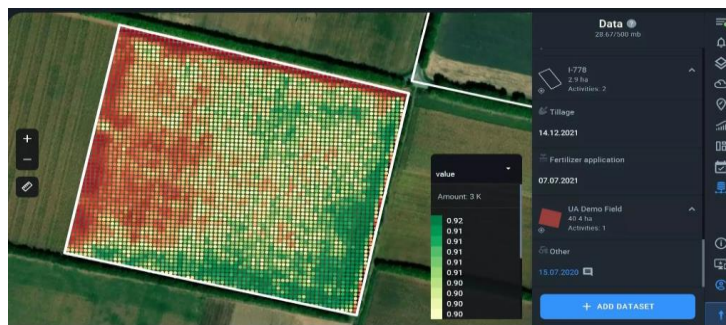 Data
28.67/500 mb
I-778
2.9 ha
Activities: 2
Tillage
14.12.2021
Fertilizer application
07.07.2021
UA Demo Field
40.4 ha
Activities: 1
Other
15.07.2020
+ ADD DATASET
+
−
value
Amount: 3 K
0.92
0.91
0.91
0.91
0.91
0.91
0.90
0.90
0.90